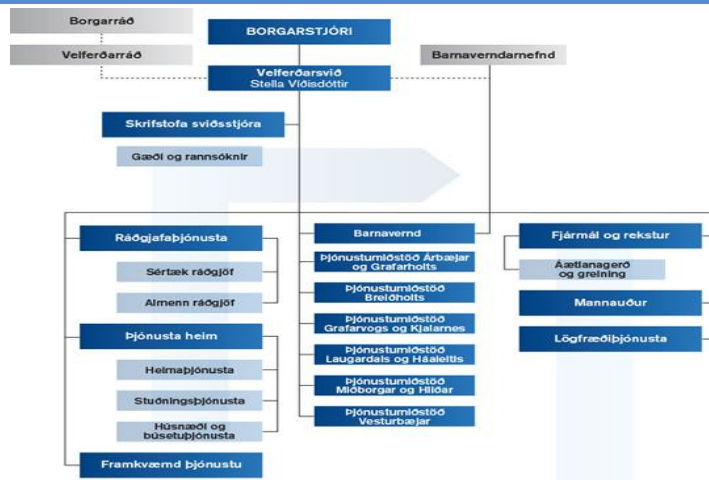 Borgarráð
BORGARSTJÓRI
Velferðarráð
Barnaverndarnefnd
Velferðarsvið
Stella Víðisdóttir
Skrifstofa sviðsstjóra
Gæði og rannsóknir
Ráðgjafaþjónusta
Sértæk ráðgjöf
Almenn ráðgjöf
Þjónusta heim
Heimaþjónusta
Stuðningsþjónusta
Húsnæði og
búsetuþjónusta
Framkvæmd þjónustu
Barnavernd
Þjónustumiðstöð Árbæjar
og Grafarholts
Þjónustumiðstöð
Breiðholts
Þjónustumiðstöð
Grafarvogs og Kjalarnes
Þjónustumiðstöð
Laugardals og Háaleitis
Þjónustumiðstöð
Miðborgar og Hlíðar
Þjónustumiðstöð
Vesturbæjar
Fjármál og rekstur
Áætlanagerð
og greining
Mannauður
Lögfræðiþjónusta